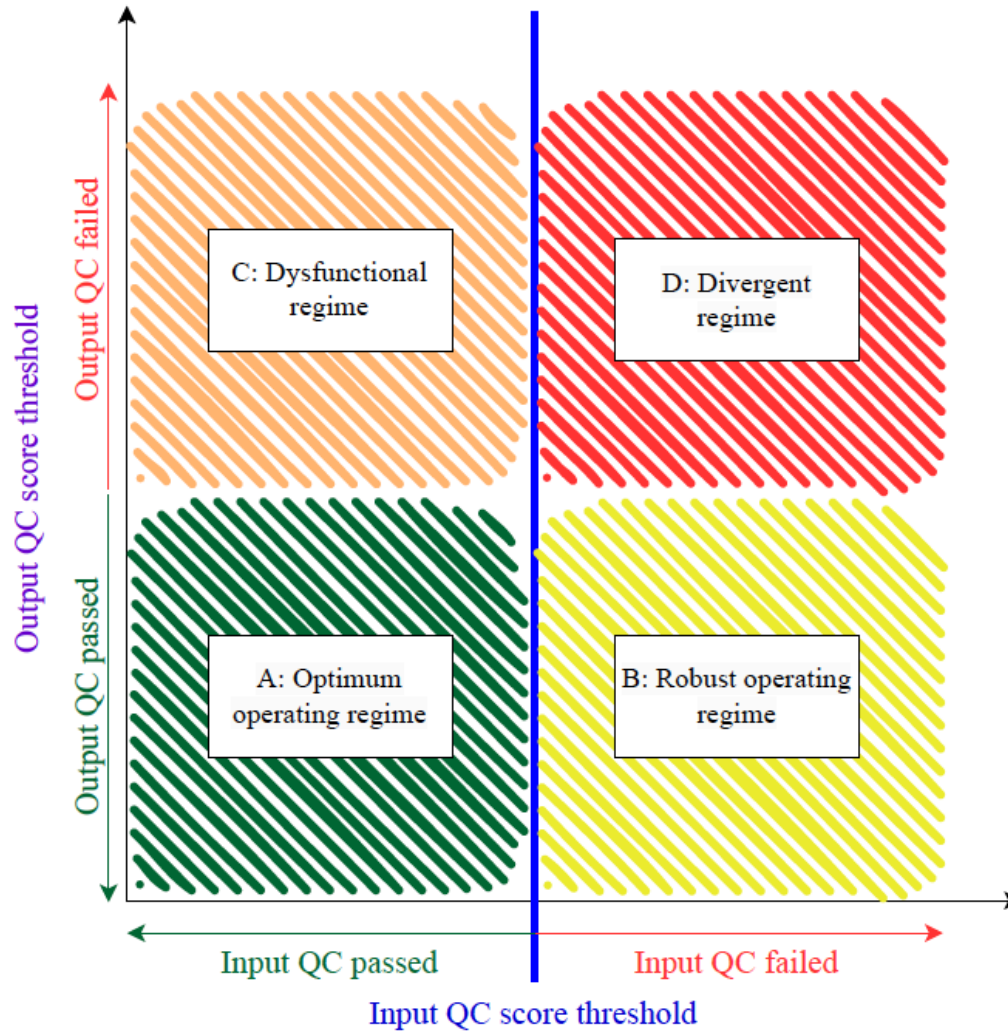 Output QC score threshold
Output QC failed
Output QC passed
C: Dysfunctional
regime
D: Divergent
regime
A: Optimum
operating regime
B: Robust operating
regime
Input QC passed
Input QC failed
Input QC score threshold